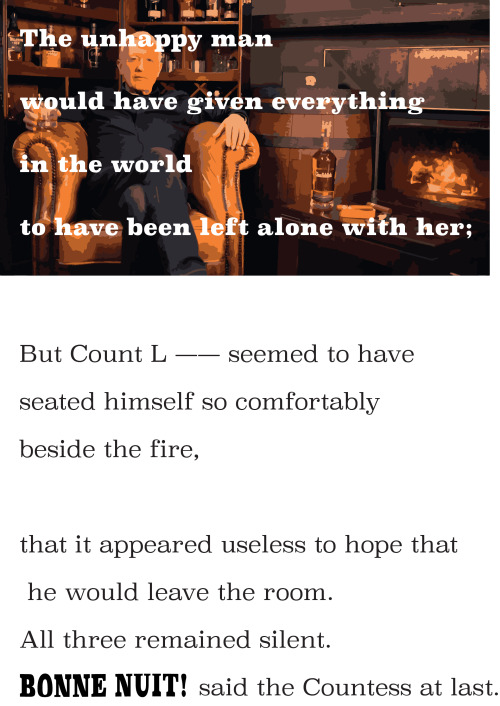 The unhappy man
would have given everything
in the world
to have been left alone with her;
But Count L —— seemed to have
seated himself so comfortably
beside the fire,
that it appeared useless to hope that
he would leave the room.
All three remained silent.
BONNE NUIT! said the Countess at last.